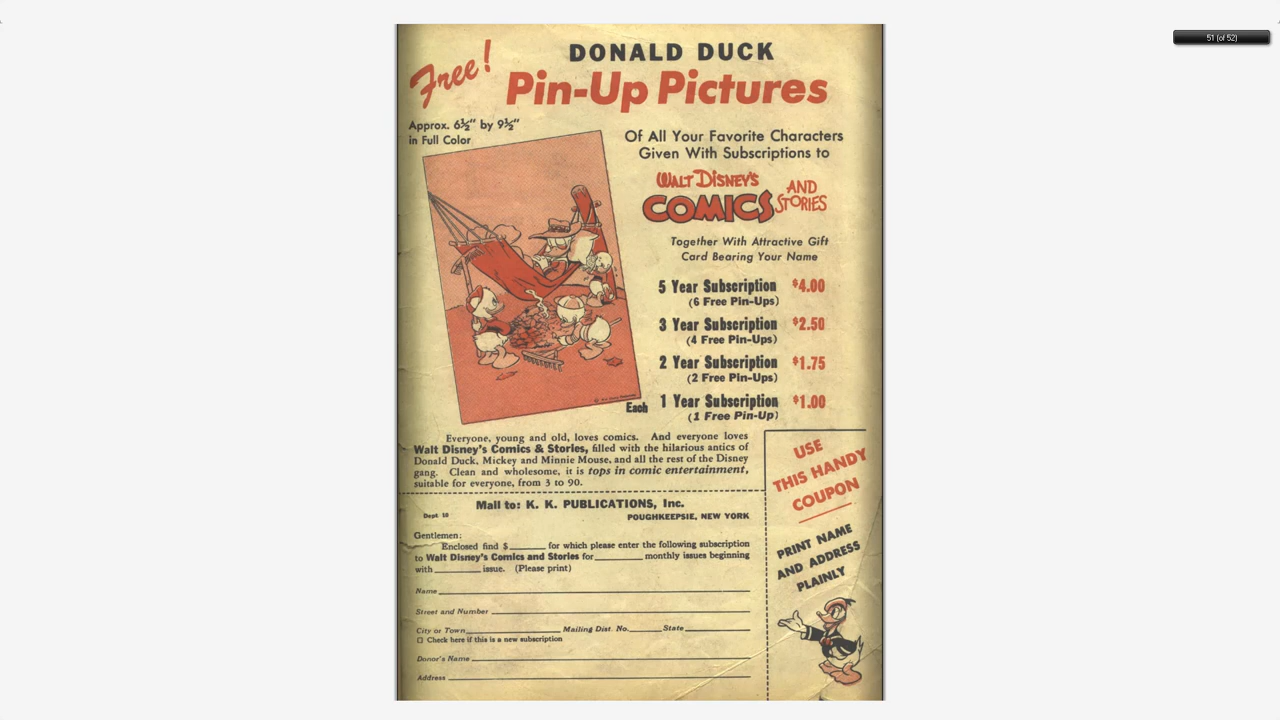 51 (of 52)
Free!
DONALD DUCK
Pin-Up Pictures
Approx. 6½" by 9½"
in Full Color
Of All Your Favorite Characters
Given With Subscriptions to
WALT DISNEY'S
COMICS AND STORIES
Together With Attractive Gift
Card Bearing Your Name
5 Year Subscription $4.00
(6 Free Pin-Ups)
3 Year Subscription $2.50
(4 Free Pin-Ups)
2 Year Subscription $1.75
(2 Free Pin-Ups)
Each 1 Year Subscription $1.00
(1 Free Pin-Up)
Everyone, young and old, loves comics. And everyone loves
Walt Disney's Comics & Stories, filled with the hilarious antics of
Donald Duck, Mickey and Minnie Mouse, and all the rest of the Disney
gang. Clean and wholesome, it is tops in comic entertainment,
suitable for everyone, from 3 to 90.
Mail to: K. K. PUBLICATIONS, Inc.
Dept. 10 POUGHKEEPSIE, NEW YORK
Gentlemen:
Enclosed find $______ for which please enter the following subscription
to Walt Disney's Comics and Stories for________ monthly issues beginning
with________ issue. (Please print)
Name
Street and Number
City or Town________ Mailing Dist. No.______State________
☐ Check here if this is a new subscription
Donor's Name
Address
USE
THIS HANDY
COUPON
PRINT NAME
AND ADDRESS
PLAINLY